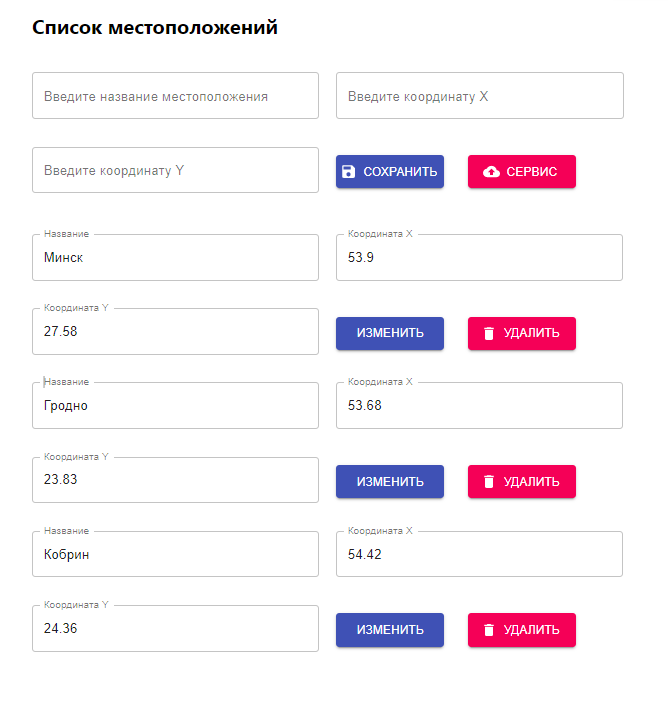 Список местоположений
Введите название местоположения
Введите координату X
Введите координату Y
СОХРАНИТЬ
СЕРВИС
Название
Координата X
Минск
53.9
Координата Y
27.58
ИЗМЕНИТЬ
УДАЛИТЬ
Название
Координата X
Гродно
53.68
Координата Y
23.83
ИЗМЕНИТЬ
УДАЛИТЬ
Название
Координата X
Кобрин
54.42
Координата Y
24.36
ИЗМЕНИТЬ
УДАЛИТЬ